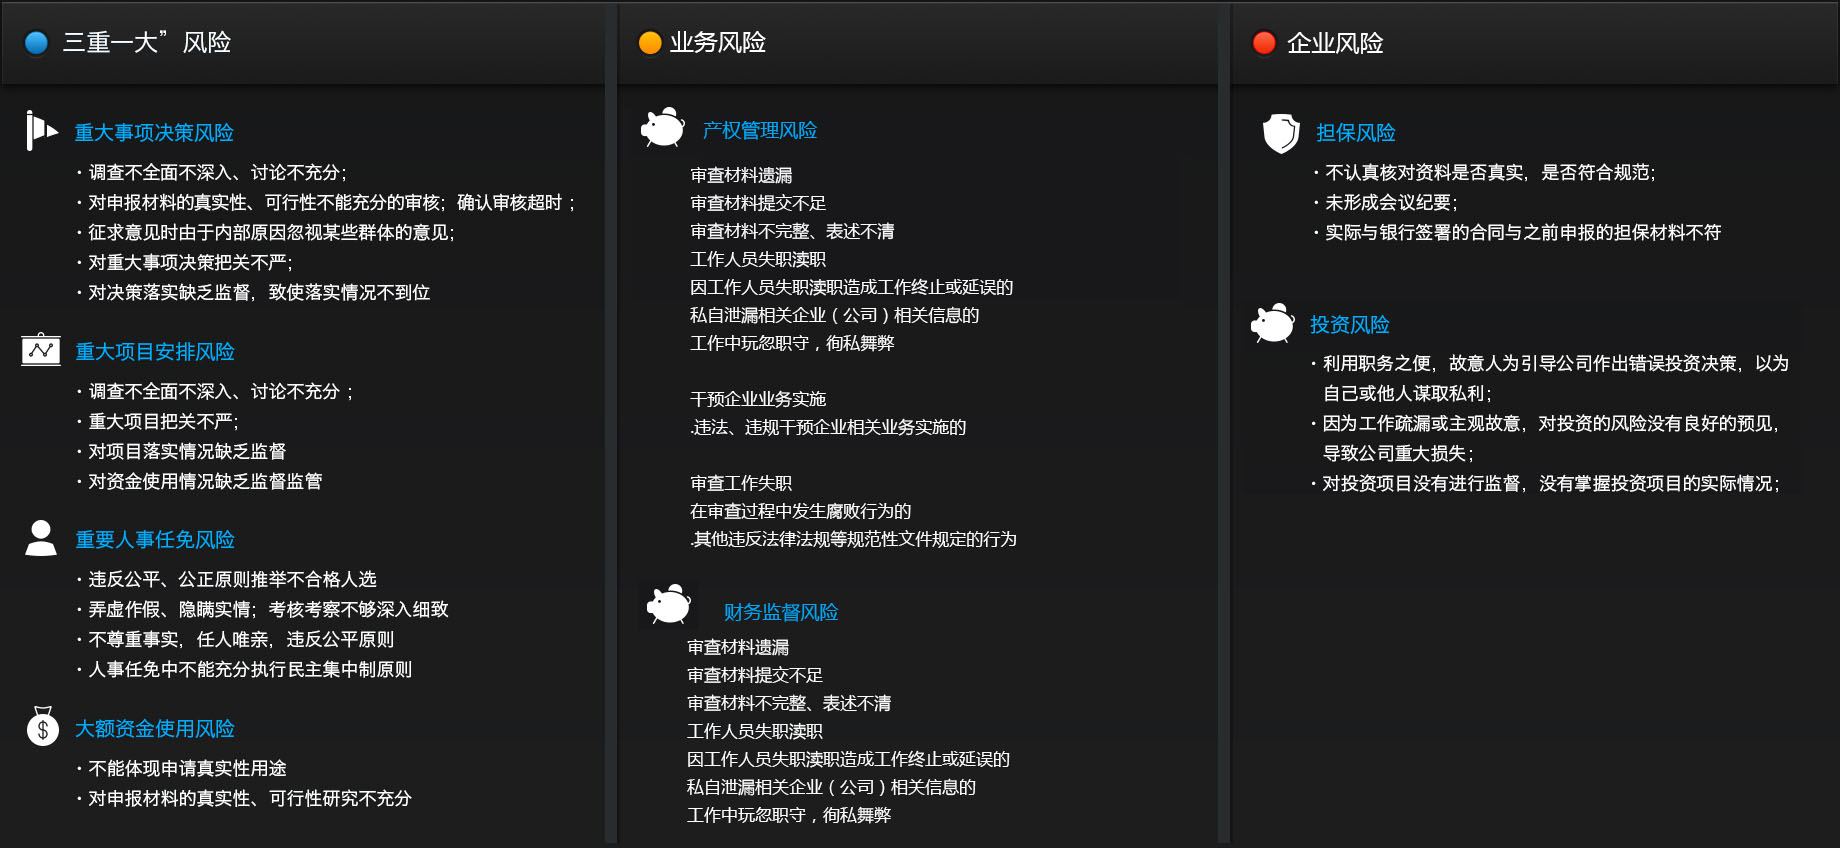 三重一大”风险
重大事项决策风险
·调查不全面不深入、讨论不充分;
·对申报材料的真实性、可行性不能充分的审核；确认审核超时；
·征求意见时由于内部原因忽视某些群体的意见;
·对重大事项决策把关不严;
·对决策落实缺乏监督，致使落实情况不到位
重大项目安排风险
·调查不全面不深入、讨论不充分；
·重大项目把关不严;
·对项目落实情况缺乏监督
·对资金使用情况缺乏监督监管
重要人事任免风险
·违反公平、公正原则推举不合格人选
·弄虚作假、隐瞒实情；考核考察不够深入细致
·不尊重事实，任人唯亲，违反公平原则
·人事任免中不能充分执行民主集中制原则
大额资金使用风险
·不能体现申请真实性用途
·对申报材料的真实性、可行性研究不充分
业务风险
产权管理风险
审查材料遗漏
审查材料提交不足
审查材料不完整、表述不清
工作人员失职渎职
因工作人员失职渎职造成工作终止或延误的
私自泄漏相关企业（公司）相关信息的
工作中玩忽职守，徇私舞弊
干预企业业务实施
.违法、违规干预企业相关业务实施的
审查工作失职
在审查过程中发生腐败行为的
.其他违反法律法规等规范性文件规定的行为
财务监督风险
审查材料遗漏
审查材料提交不足
审查材料不完整、表述不清
工作人员失职渎职
因工作人员失职渎职造成工作终止或延误的
私自泄漏相关企业（公司）相关信息的
工作中玩忽职守，徇私舞弊
企业风险
担保风险
·不认真核对资料是否真实，是否符合规范;
·未形成会议纪要;
·实际与银行签署的合同与之前申报的担保材料不符
投资风险
·利用职务之便，故意人为引导公司作出错误投资决策，以为
自己或他人谋取私利;
·因为工作疏漏或主观故意，对投资的风险没有良好的预见，
导致公司重大损失;
·对投资项目没有进行监督，没有掌握投资项目的实际情况;
$